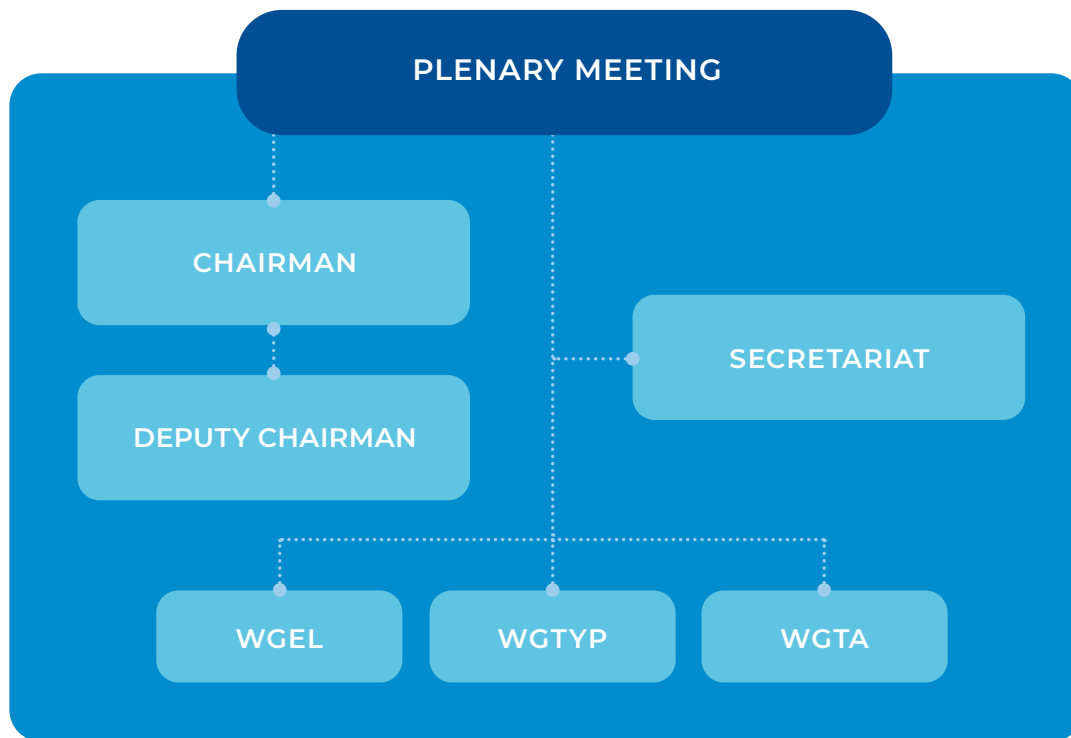 PLENARY MEETING
CHAIRMAN
SECRETARIAT
DEPUTY CHAIRMAN
WGEL
WGTYP
WGTA